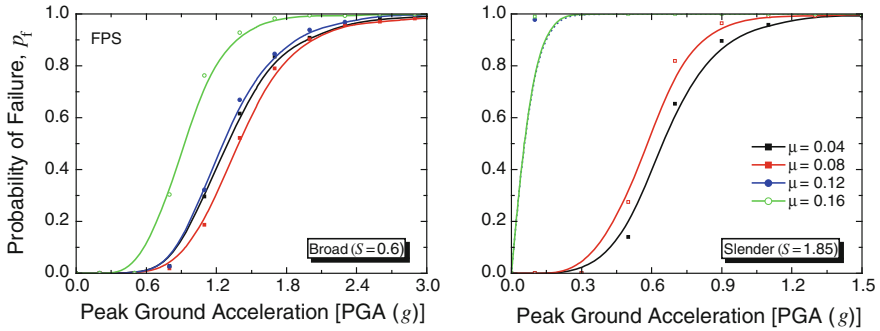 Probability of Failure, pf
1.0
0.8
0.6
0.4
0.2
0.0
FPS
Broad (S = 0.6)
0.0 0.6 1.2 1.8 2.4 3.0
Peak Ground Acceleration [PGA (g)]
1.0
0.8
0.6
0.4
0.2
0.0
μ = 0.04
μ = 0.08
μ = 0.12
μ = 0.16
Slender (S = 1.85)
0.0 0.3 0.6 0.9 1.2 1.5
Peak Ground Acceleration [PGA (g)]